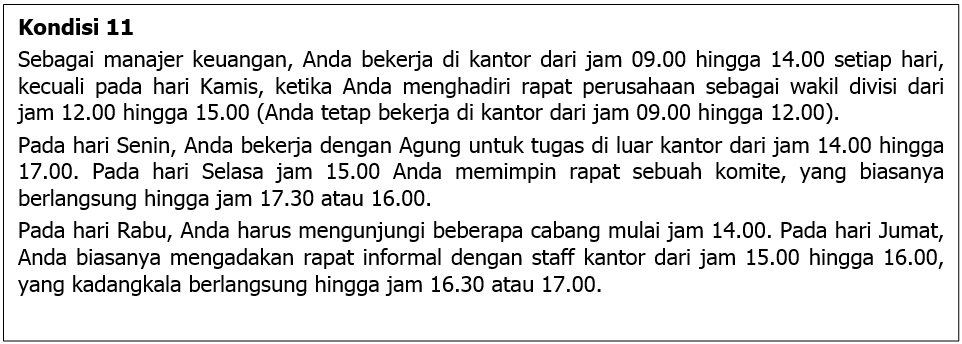 Kondisi 11
Sebagai manajer keuangan, Anda bekerja di kantor dari jam 09.00 hingga 14.00 setiap hari,
kecuali pada hari Kamis, ketika Anda menghadiri rapat perusahaan sebagai wakil divisi dari
jam 12.00 hingga 15.00 (Anda tetap bekerja di kantor dari jam 09.00 hingga 12.00).
Pada hari Senin, Anda bekerja dengan Agung untuk tugas di luar kantor dari jam 14.00 hingga
17.00. Pada hari Selasa jam 15.00 Anda memimpin rapat sebuah komite, yang biasanya
berlangsung hingga jam 17.30 atau 16.00.
Pada hari Rabu, Anda harus mengunjungi beberapa cabang mulai jam 14.00. Pada hari Jumat,
Anda biasanya mengadakan rapat informal dengan staff kantor dari jam 15.00 hingga 16.00,
yang kadangkala berlangsung hingga jam 16.30 atau 17.00.